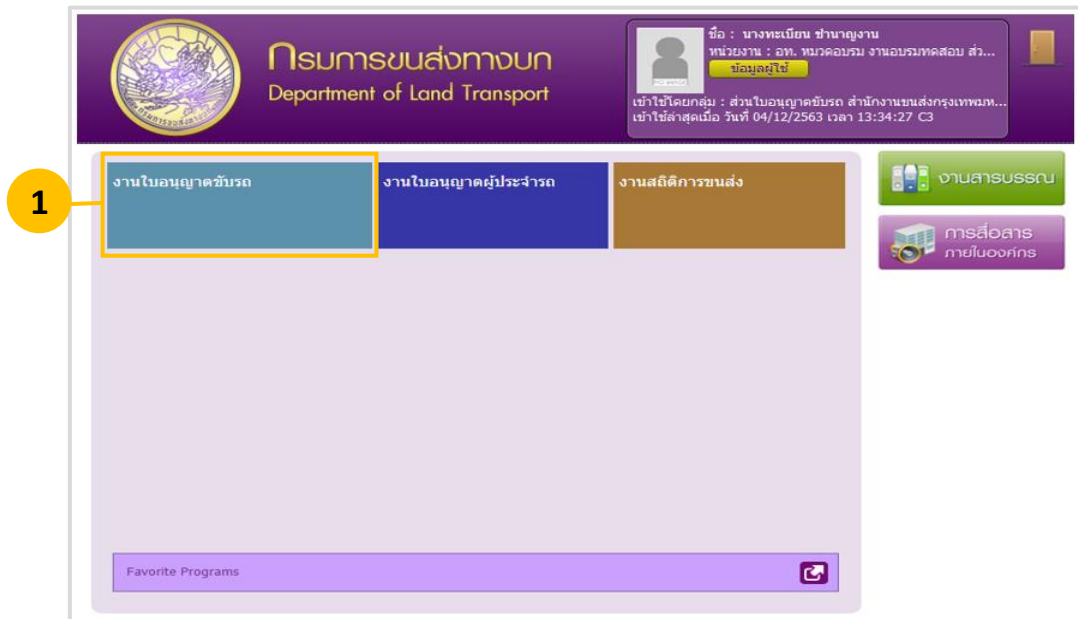 กรมการขนส่งทางบก
Department of Land Transport
ชื่อ : นางทะเบียน ชำนาญงาน
หน่วยงาน : อท. หมวดอบรม งานอบรมทดสอบ ส่ว...
ข้อมูลผู้ใช้
NO IMAGE
เข้าใช้โดยกลุ่ม : ส่วนใบอนุญาตขับรถ สำนักงานขนส่งกรุงเทพมห...
เข้าใช้ล่าสุดเมื่อ วันที่ 04/12/2563 เวลา 13:34:27 C3
1
งานใบอนุญาตขับรถ
งานใบอนุญาตผู้ประจำรถ
งานสถิติการขนส่ง
งานสารบรรณ
การสื่อสาร
ภายในองค์กร
Favorite Programs